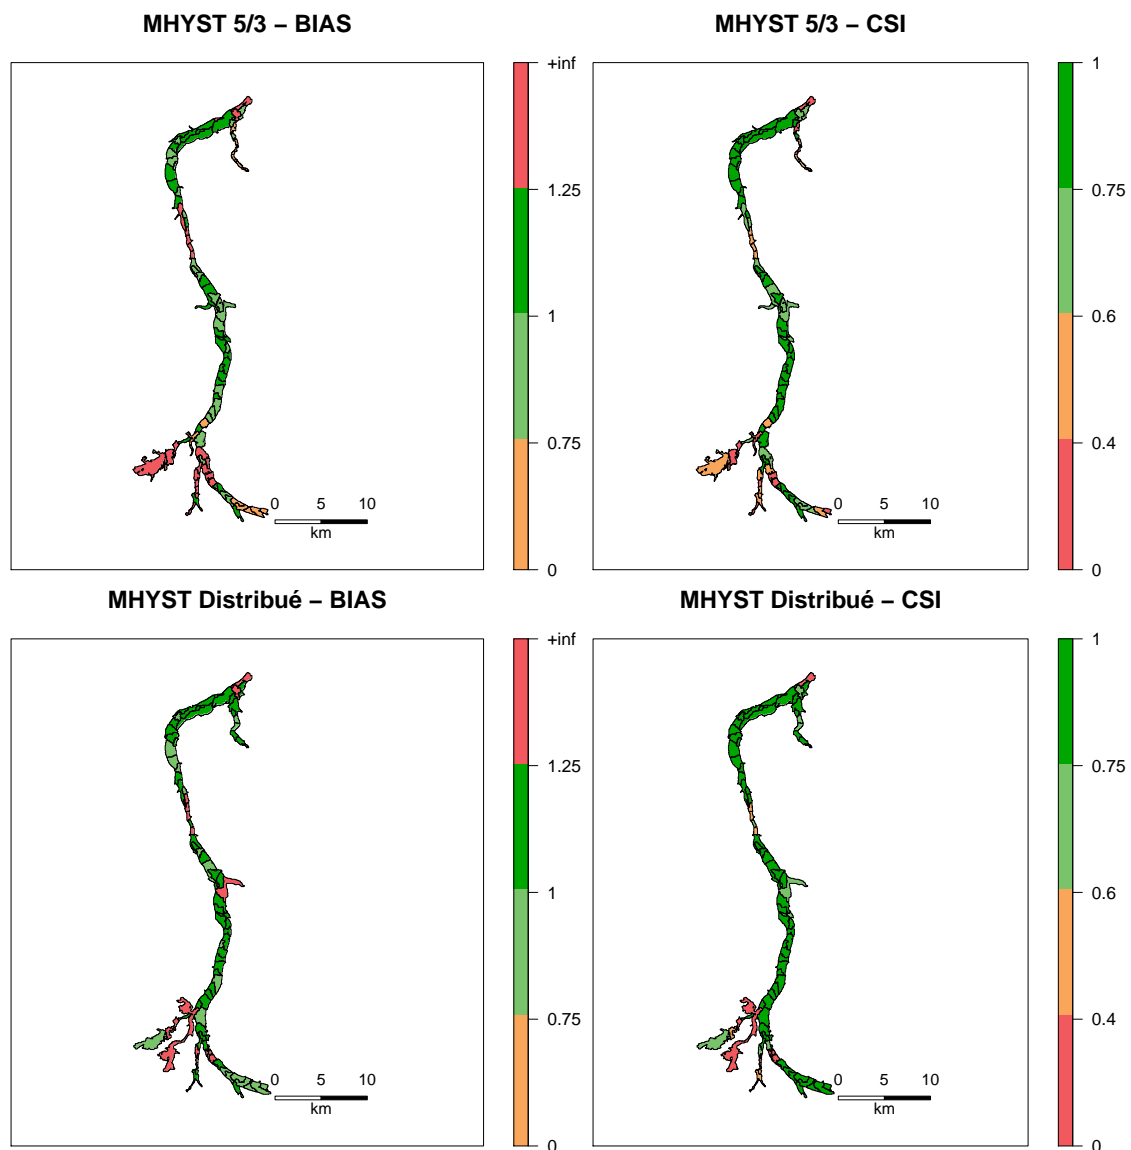 MHYST 5/3 – BIAS
MHYST 5/3 – CSI
+inf
1.25
1
0.75
0
1
0.75
0.6
0.4
0
0 5 10
km
0 5 10
km
MHYST Distribué – BIAS
MHYST Distribué – CSI
+inf
1.25
1
0.75
0
1
0.75
0.6
0.4
0
0 5 10
km
0 5 10
km